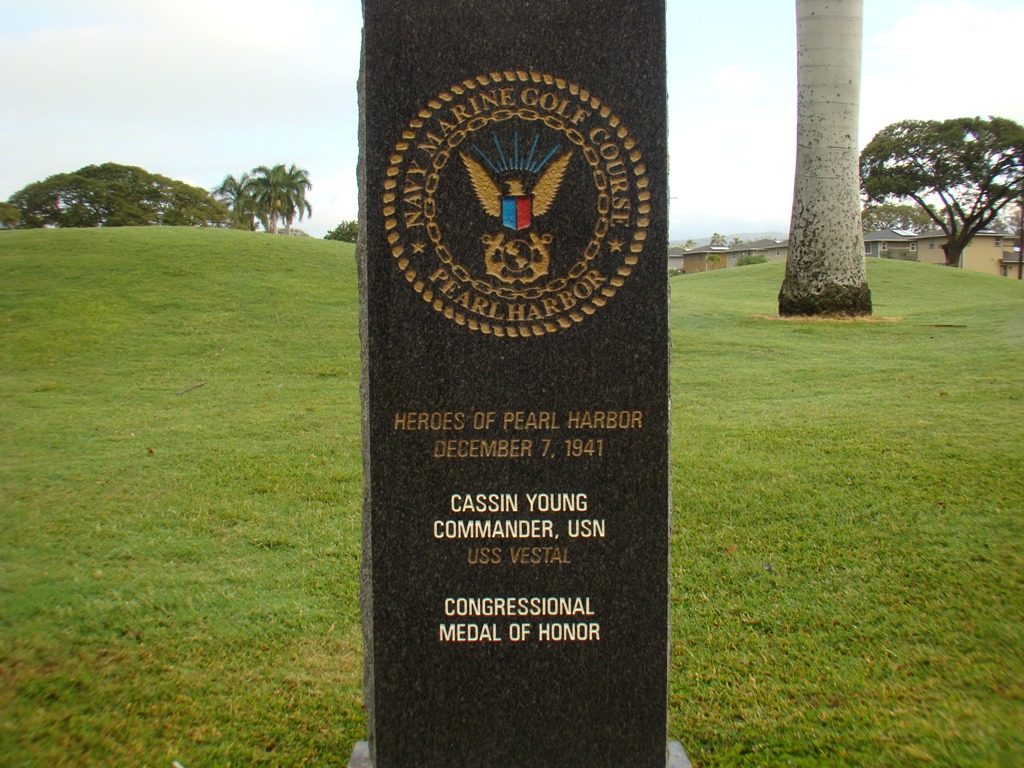 NAVY MARINE GOLF COURSE
PEARL HARBOR
HEROES OF PEARL HARBOR
DECEMBER 7, 1941
CASSIN YOUNG
COMMANDER, USN
USS VESTAL
CONGRESSIONAL
MEDAL OF HONOR